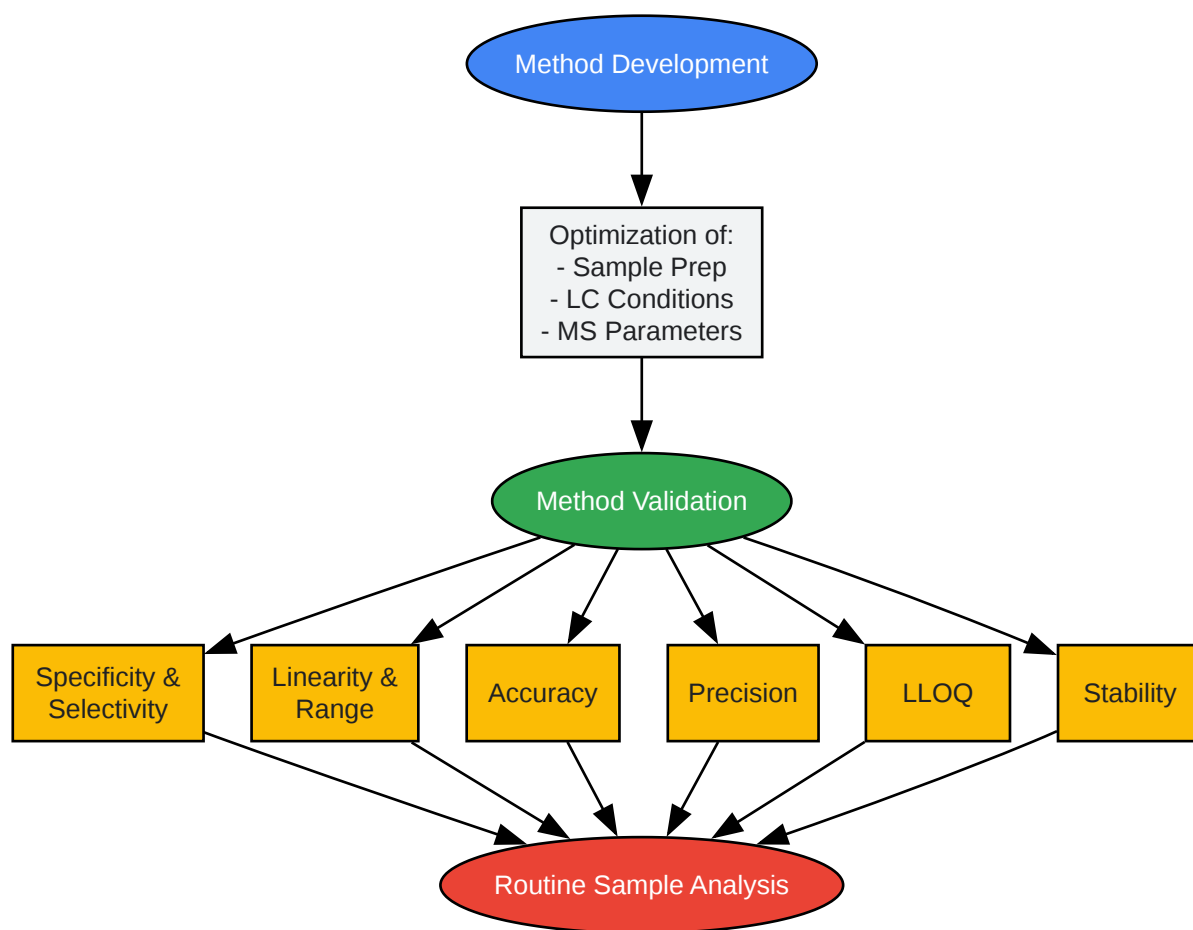 Method Development
Optimization of:
- Sample Prep
- LC Conditions
- MS Parameters
Method Validation
Specificity &
Selectivity
Linearity &
Range
Accuracy
Precision
LLOQ
Stability
Routine Sample Analysis